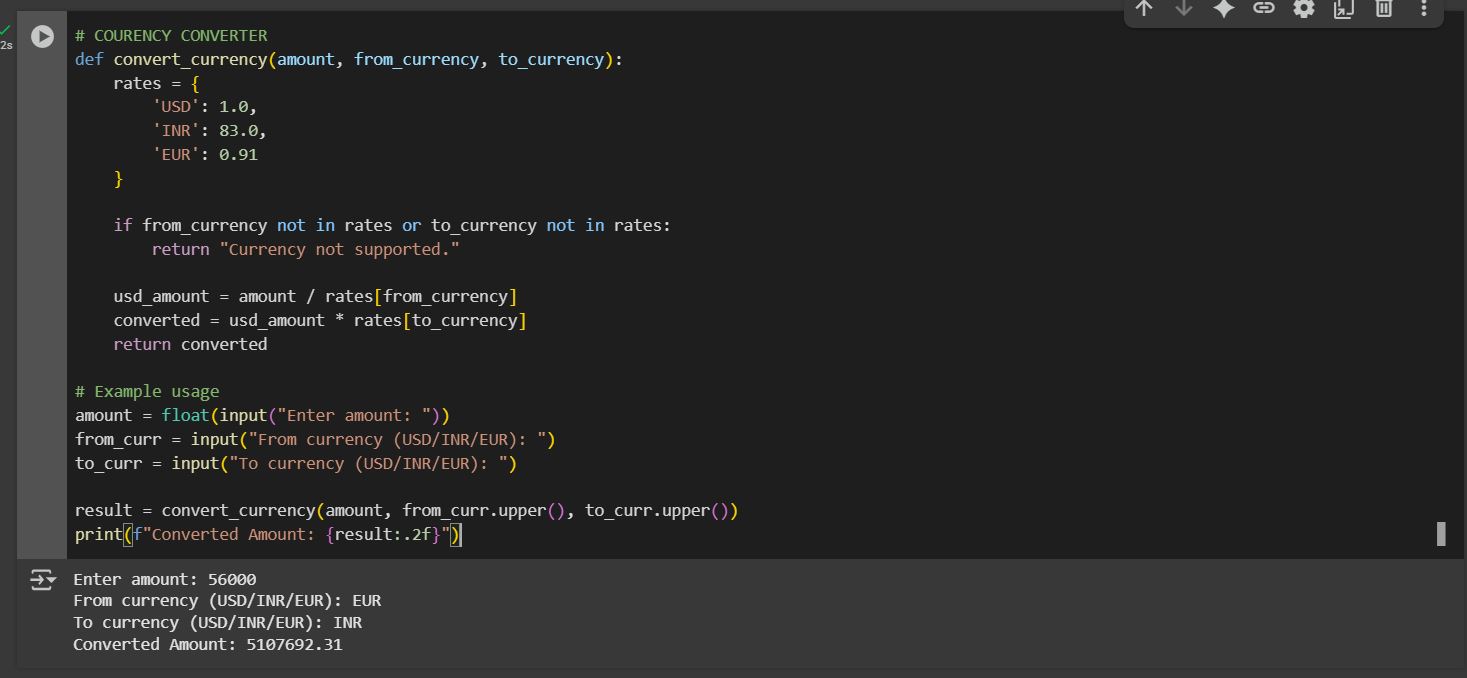 2s
# COURENCY CONVERTER
def convert_currency(amount, from_currency, to_currency):
    rates = {
        'USD': 1.0,
        'INR': 83.0,
        'EUR': 0.91
    }

    if from_currency not in rates or to_currency not in rates:
        return "Currency not supported."

    usd_amount = amount / rates[from_currency]
    converted = usd_amount * rates[to_currency]
    return converted

# Example usage
amount = float(input("Enter amount: "))
from_curr = input("From currency (USD/INR/EUR): ")
to_curr = input("To currency (USD/INR/EUR): ")

result = convert_currency(amount, from_curr.upper(), to_curr.upper())
print(f"Converted Amount: {result:.2f}")
Enter amount: 56000
From currency (USD/INR/EUR): EUR
To currency (USD/INR/EUR): INR
Converted Amount: 5107692.31